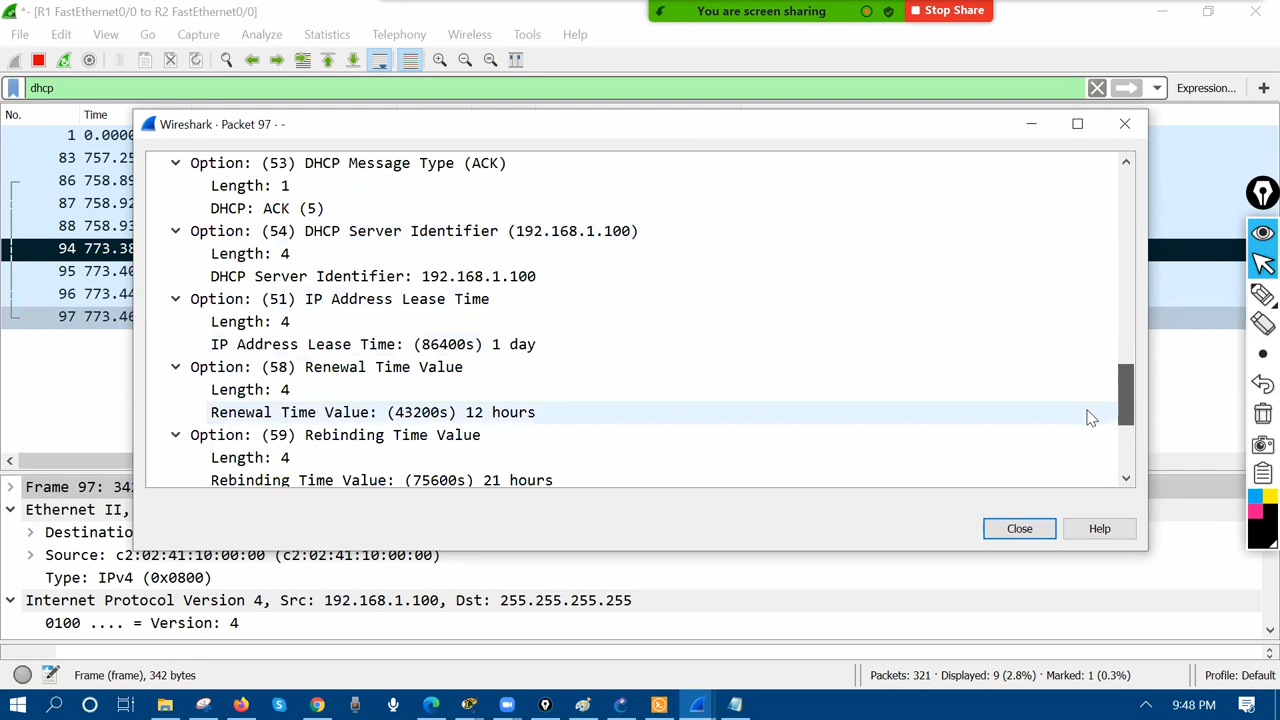 *- [R1 FastEthernet0/0 to R2 FastEthernet0/0]
You are screen sharing
Stop Share
File Edit View Go Capture Analyze Statistics Telephony Wireless Tools Help
dhcp
Expression...
No. Time
1 0.0000
83 757.25
86 758.89
87 758.92
88 758.93
94 773.38
95 773.40
96 773.44
97 773.46
Wireshark · Packet 97 · -
Option: (53) DHCP Message Type (ACK)
Length: 1
DHCP: ACK (5)
Option: (54) DHCP Server Identifier (192.168.1.100)
Length: 4
DHCP Server Identifier: 192.168.1.100
Option: (51) IP Address Lease Time
Length: 4
IP Address Lease Time: (86400s) 1 day
Option: (58) Renewal Time Value
Length: 4
Renewal Time Value: (43200s) 12 hours
Option: (59) Rebinding Time Value
Length: 4
Rebinding Time Value: (75600s) 21 hours
Close
Help
Frame 97: 342
Ethernet II,
Destinatio
Source: c2:02:41:10:00:00 (c2:02:41:10:00:00)
Type: IPv4 (0x0800)
Internet Protocol Version 4, Src: 192.168.1.100, Dst: 255.255.255.255
0100 .... = Version: 4
Frame (frame), 342 bytes
Packets: 321 · Displayed: 9 (2.8%) · Marked: 1 (0.3%)
Profile: Default
9:48 PM